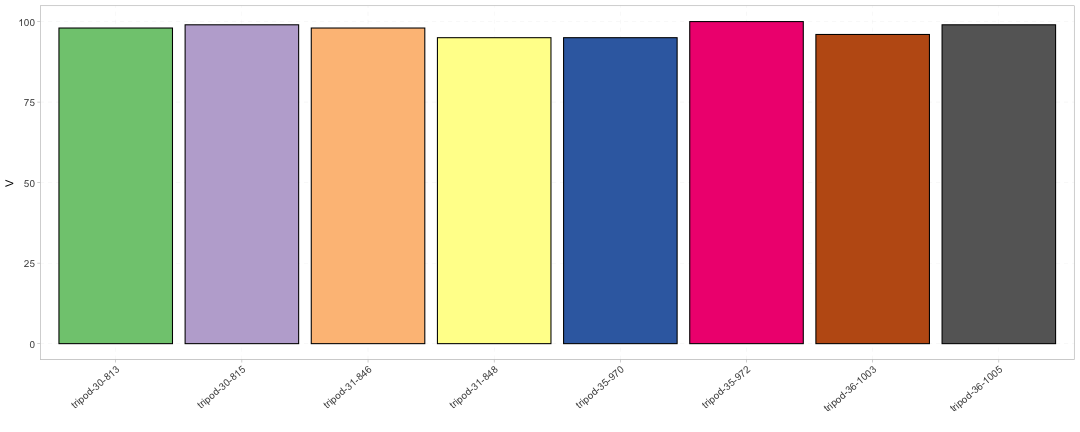 100
75
V
50
25
0
tripod-30-813
tripod-30-815
tripod-31-846
tripod-31-848
tripod-35-970
tripod-35-972
tripod-36-1003
tripod-36-1005